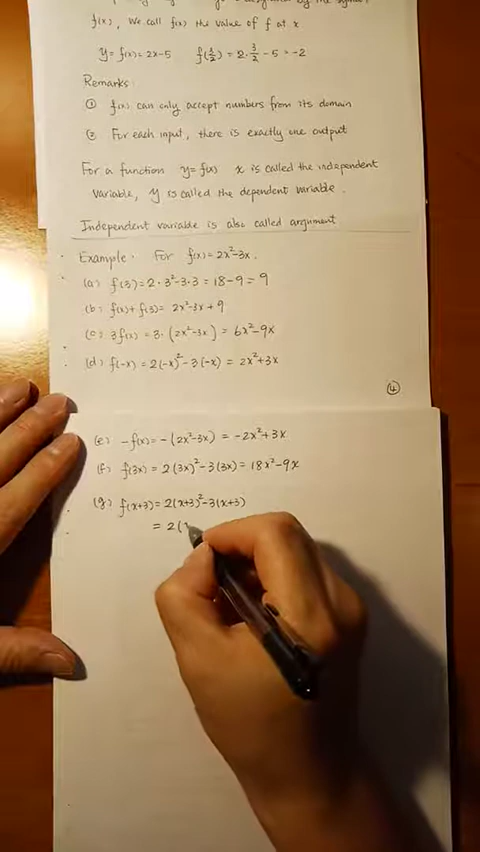 f(x), We call f(x) the value of f at x
y = f(x) = 2x-5 f(3/2) = 2·3/2 - 5 = -2
Remarks:
① f(x) can only accept numbers from its domain
② For each input, there is exactly one output
For a function y=f(x) x is called the independent
variable, y is called the dependent variable.
Independent variable is also called argument
Example: For f(x) = 2x²-3x.
(a) f(3) = 2·3²-3·3 = 18-9 = 9
(b) f(x)+f(3) = 2x²-3x+9
(c) 3f(x) = 3·(2x²-3x) = 6x²-9x
(d) f(-x) = 2(-x)²-3(-x) = 2x²+3x
④
(e) -f(x) = -(2x²-3x) = -2x²+3x
(f) f(3x) = 2(3x)²-3(3x) = 18x²-9x
(g) f(x+3) = 2(x+3)²-3(x+3)
= 2(